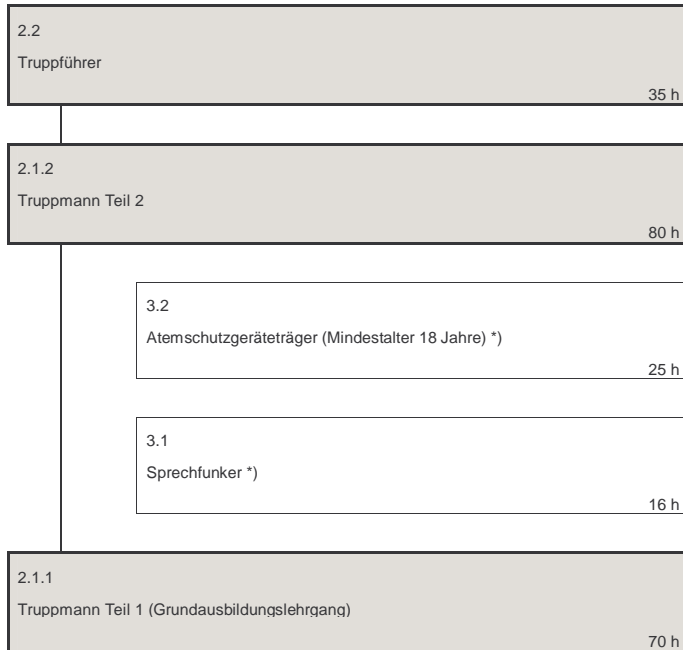 2.2
Truppführer
35 h
2.1.2
Truppmann Teil 2
80 h
3.2
Atemschutzgeräteträger (Mindestalter 18 Jahre) *)
25 h
3.1
Sprechfunker *)
16 h
2.1.1
Truppmann Teil 1 (Grundausbildungslehrgang)
70 h